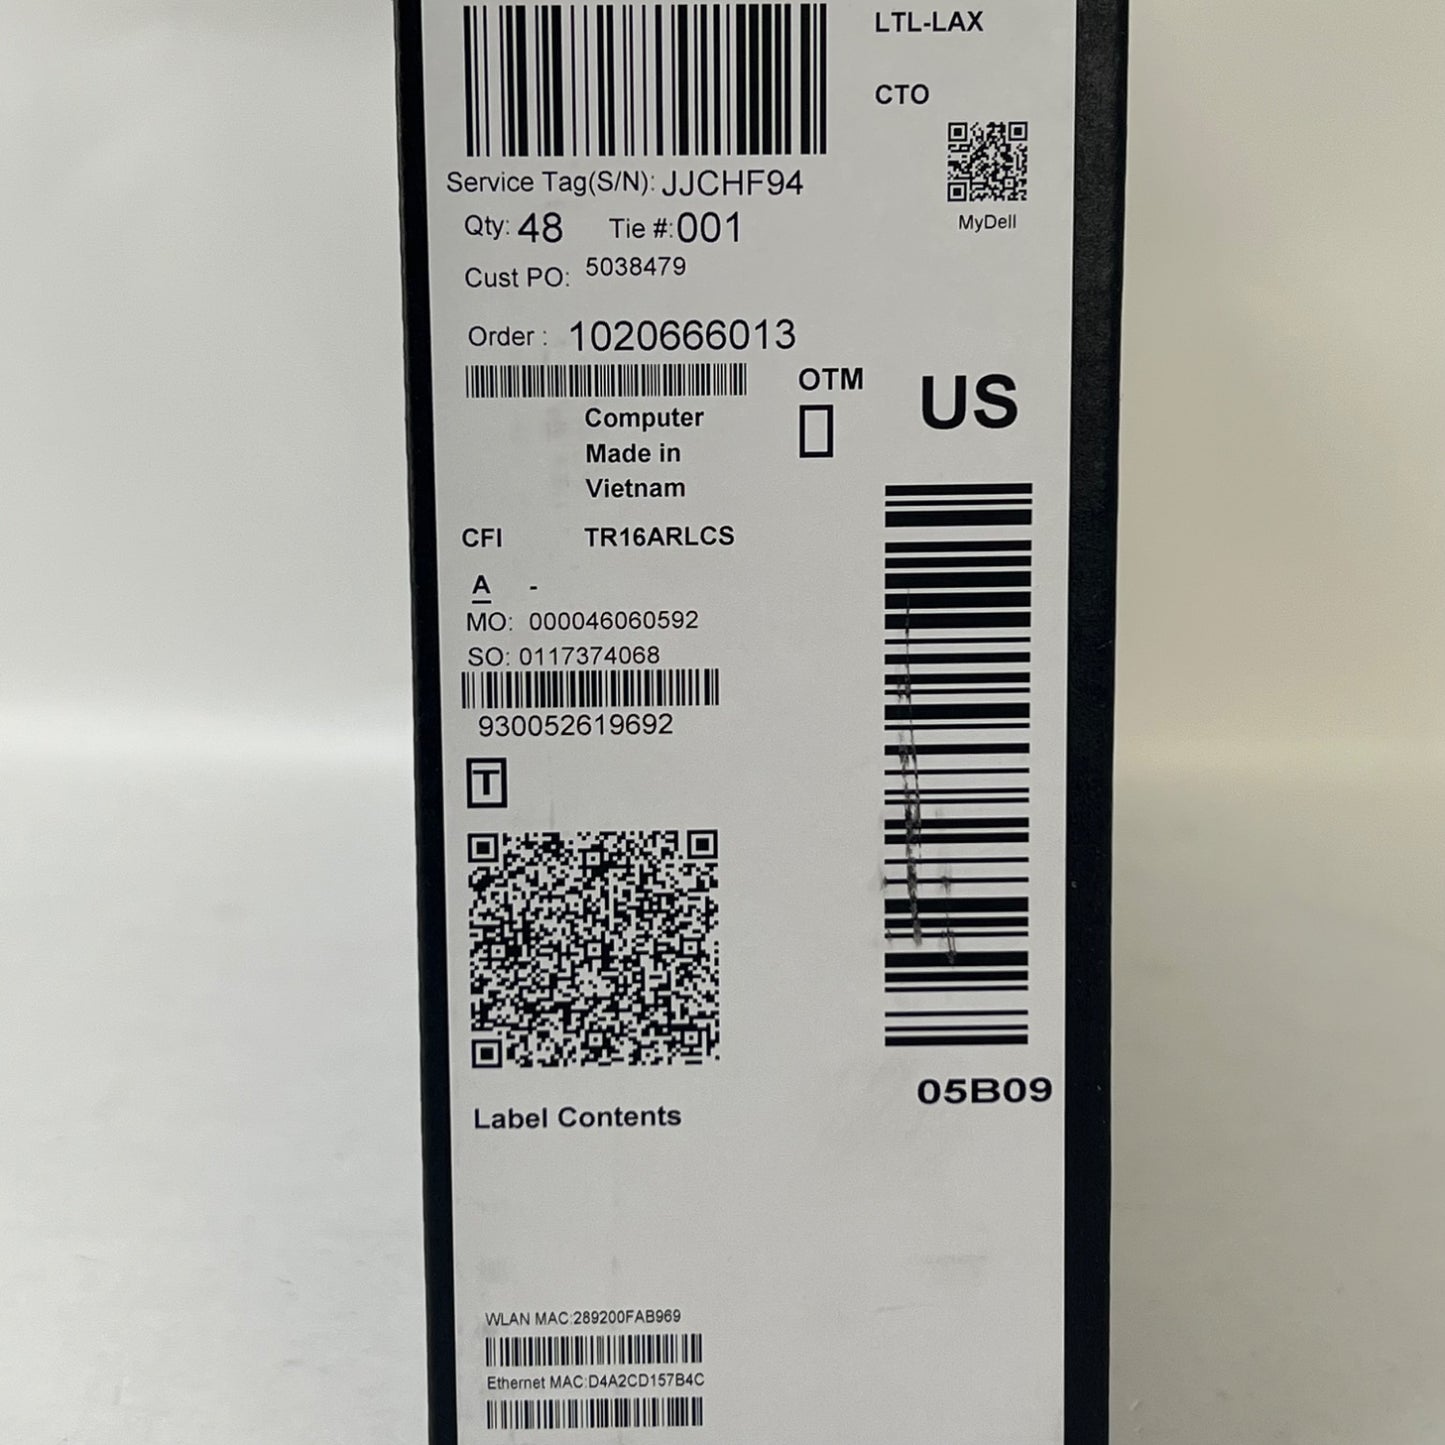 LTL-LAX
CTO
Service Tag(S/N): JJCHF94
MyDell
Qty: 48 Tie #:001
Cust PO: 5038479
Order : 1020666013
OTM
US
Computer
Made in
Vietnam
CFI TR16ARLCS
A -
MO: 000046060592
SO: 0117374068
930052619692
T
05B09
Label Contents
WLAN MAC:289200FAB969
Ethernet MAC:D4A2CD157B4C